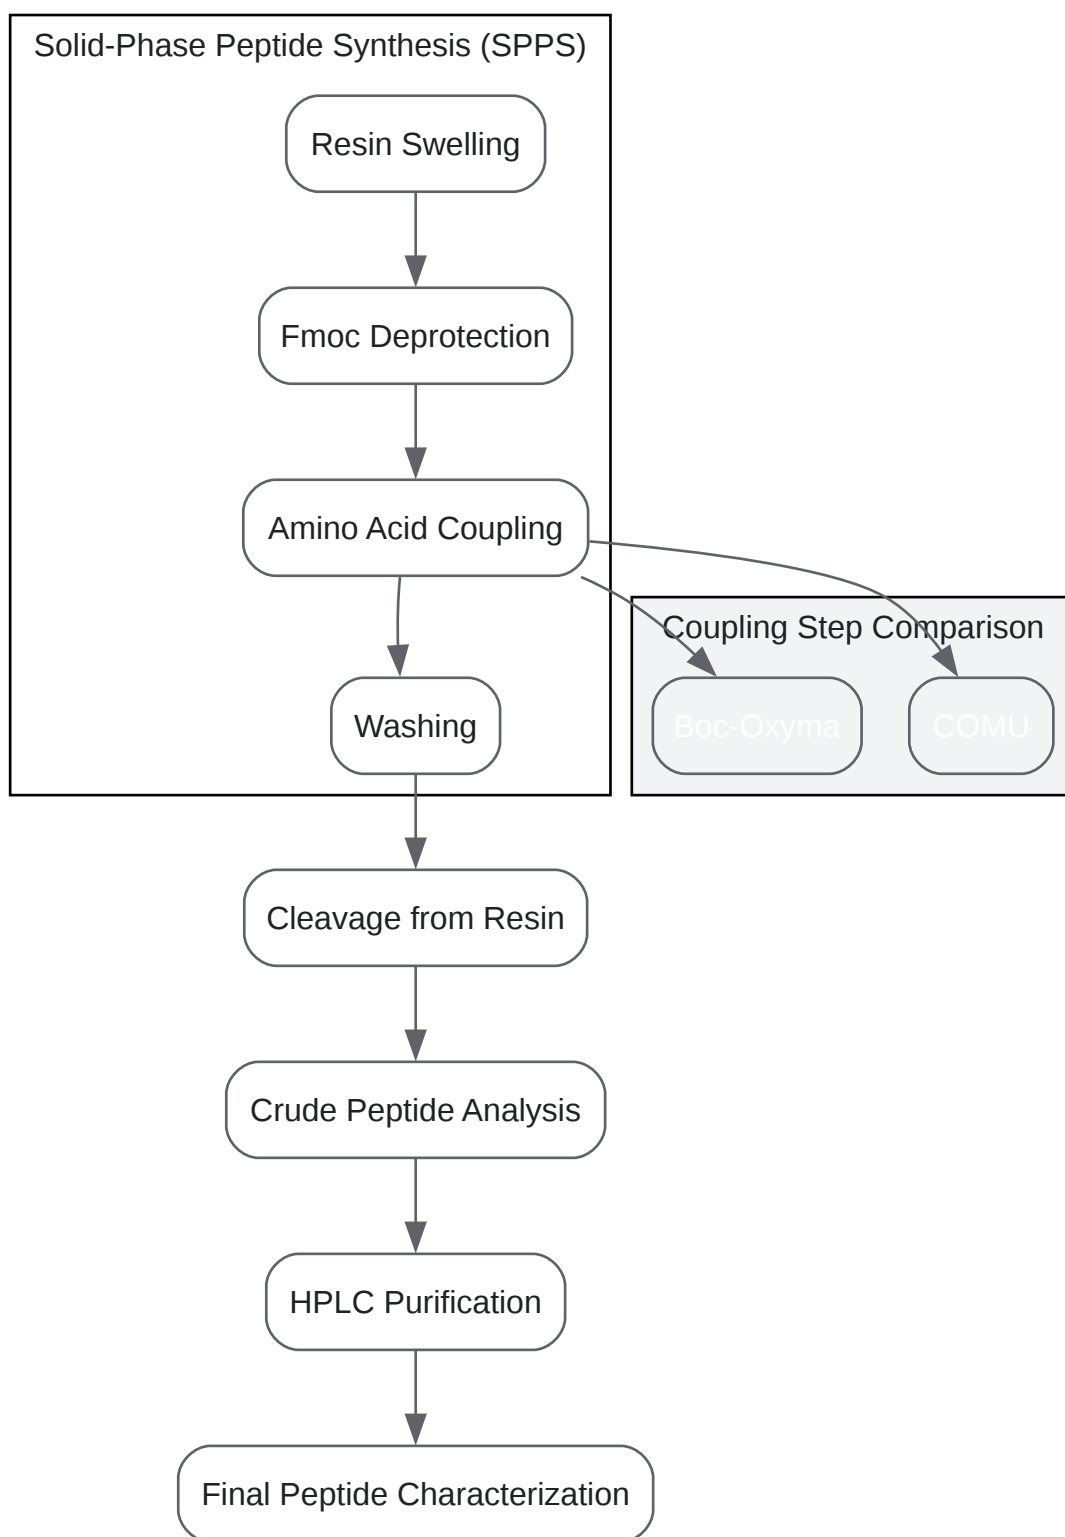 Solid-Phase Peptide Synthesis (SPPS)
Resin Swelling
Fmoc Deprotection
Amino Acid Coupling
Coupling Step Comparison
Washing
Boc-Oxyma
COMU
Cleavage from Resin
Crude Peptide Analysis
HPLC Purification
Final Peptide Characterization